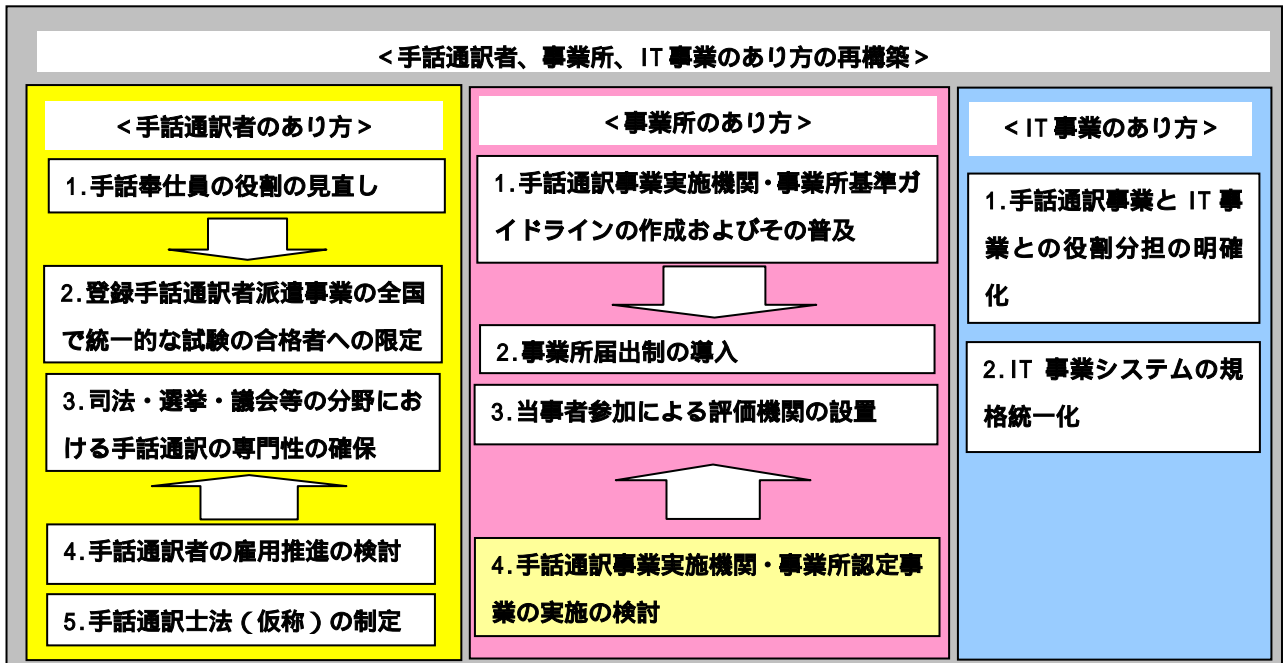 <手話通訳者、事業所、IT事業のあり方の再構築>
<手話通訳者のあり方>
1.手話奉仕員の役割の見直し
2.登録手話通訳者派遣事業の全国
で統一的な試験の合格者への限定
3.司法・選挙・議会等の分野にお
ける手話通訳の専門性の確保
4.手話通訳者の雇用推進の検討
5.手話通訳士法(仮称)の制定
<事業所のあり方>
1.手話通訳事業実施機関・事業所基準ガ
イドラインの作成およびその普及
2.事業所届出制の導入
3.当事者参加による評価機関の設置
4.手話通訳事業実施機関・事業所認定事
業の実施の検討
<IT事業のあり方>
1.手話通訳事業と IT 事
業との役割分担の明確
化
2.IT 事業システムの規
格統一化